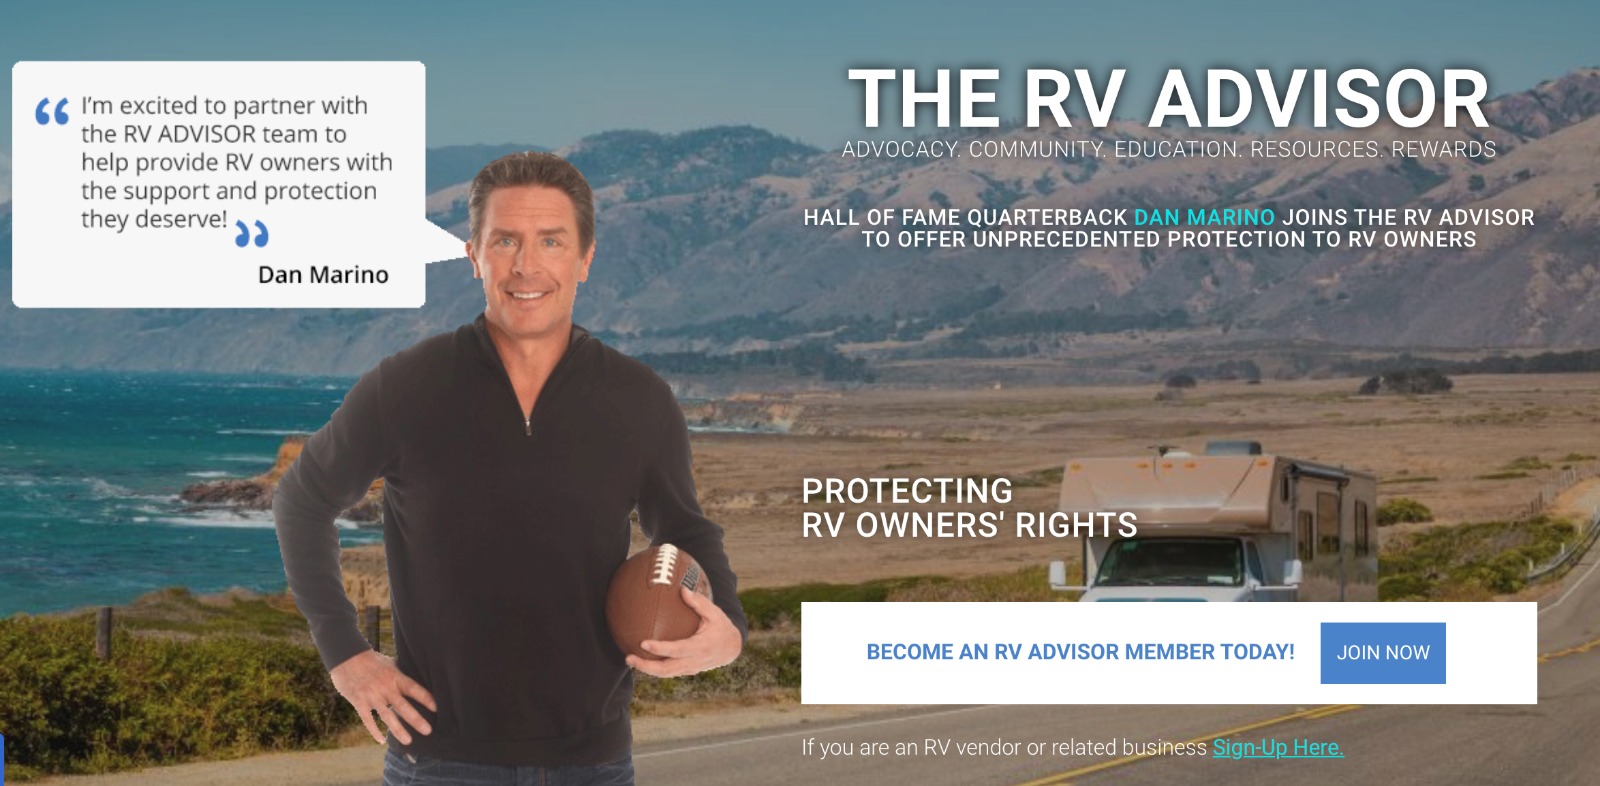 I'm excited to partner with
the RV ADVISOR team to
help provide RV owners with
the support and protection
they deserve!
Dan Marino
THE RV ADVISOR
ADVOCACY. COMMUNITY. EDUCATION. RESOURCES. REWARDS
HALL OF FAME QUARTERBACK DAN MARINO JOINS THE RV ADVISOR
TO OFFER UNPRECEDENTED PROTECTION TO RV OWNERS
PROTECTING
RV OWNERS' RIGHTS
BECOME AN RV ADVISOR MEMBER TODAY!
JOIN NOW
If you are an RV vendor or related business Sign-Up Here.